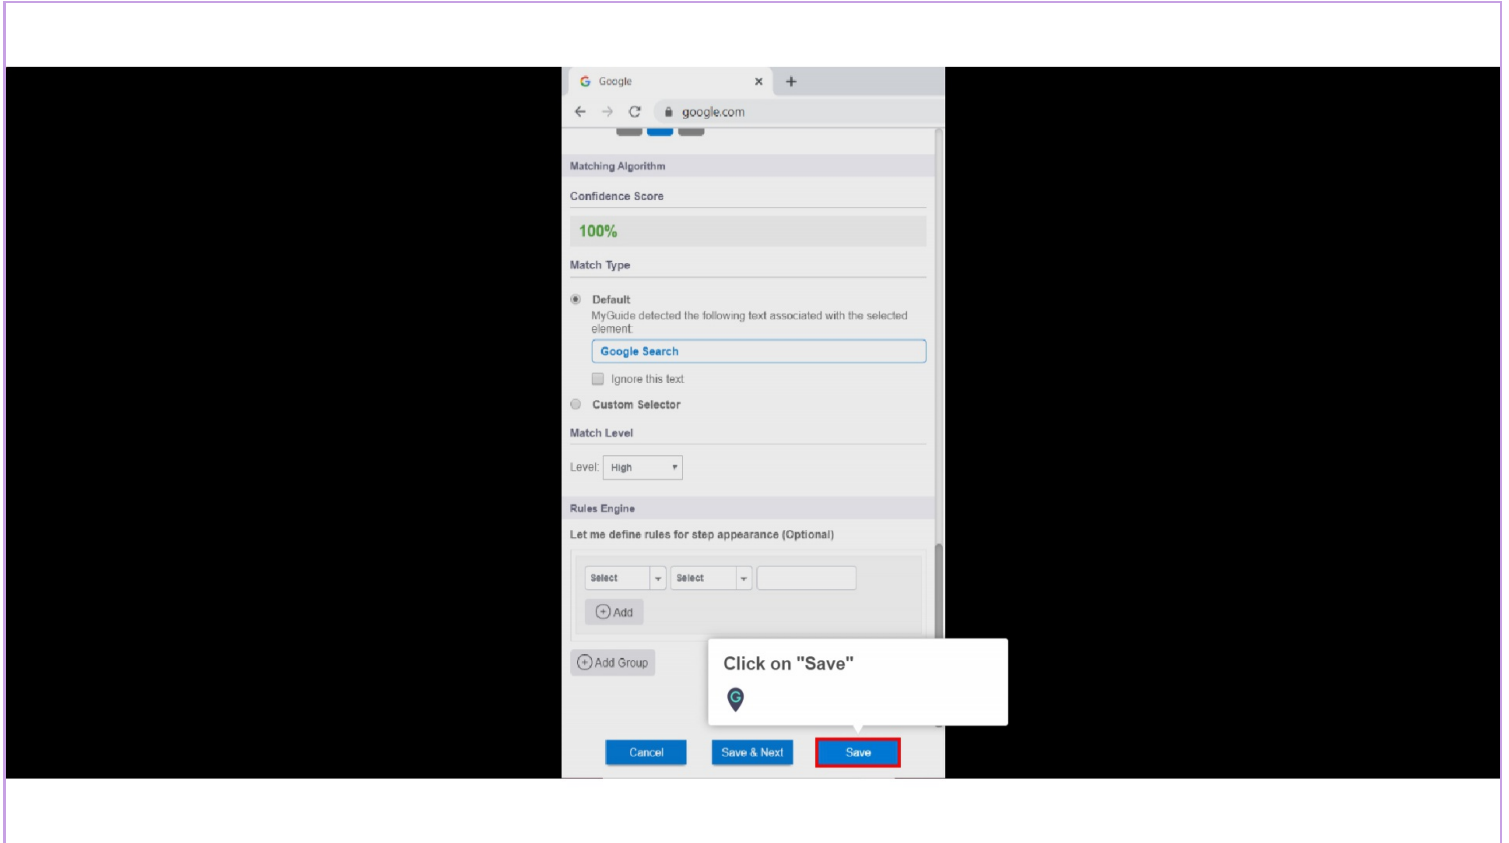 Google
google.com
Matching Algorithm
Confidence Score
100%
Match Type
Default
MyGuide detected the following text associated with the selected
element:
Google Search
Ignore this text
Custom Selector
Match Level
Level: High
Rules Engine
Let me define rules for step appearance (Optional)
Select Select
Add
Add Group
Click on "Save"
Cancel Save & Next Save